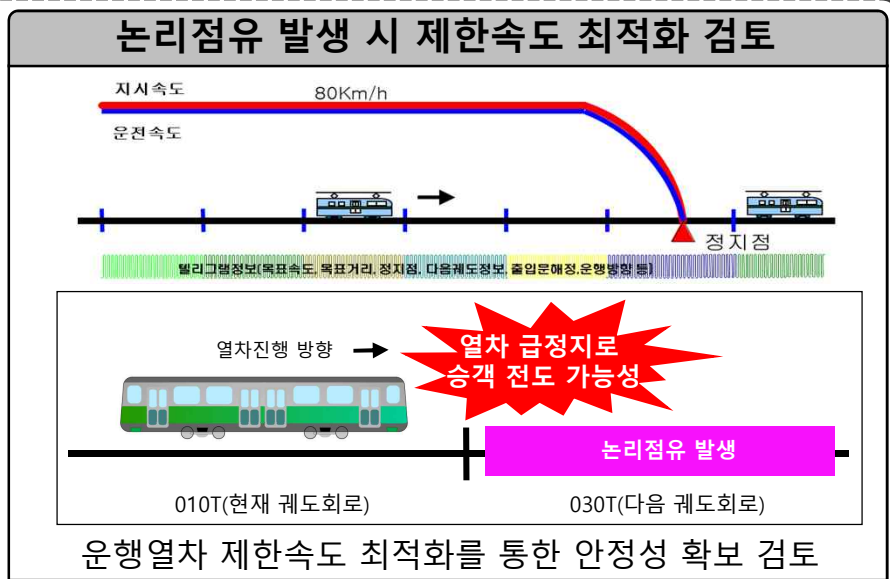 논리점유 발생 시 제한속도 최적화 검토
지시속도
80Km/h
운전속도
정지점
텔리그램정보(목표속도, 목표거리, 정지점, 다음궤도정보, 출입문해정,운행방향 등)
열차진행 방향
열차 급정지로
승객 전도 가능성
논리점유 발생
010T(현재 궤도회로)
030T(다음 궤도회로)
운행열차 제한속도 최적화를 통한 안정성 확보 검토